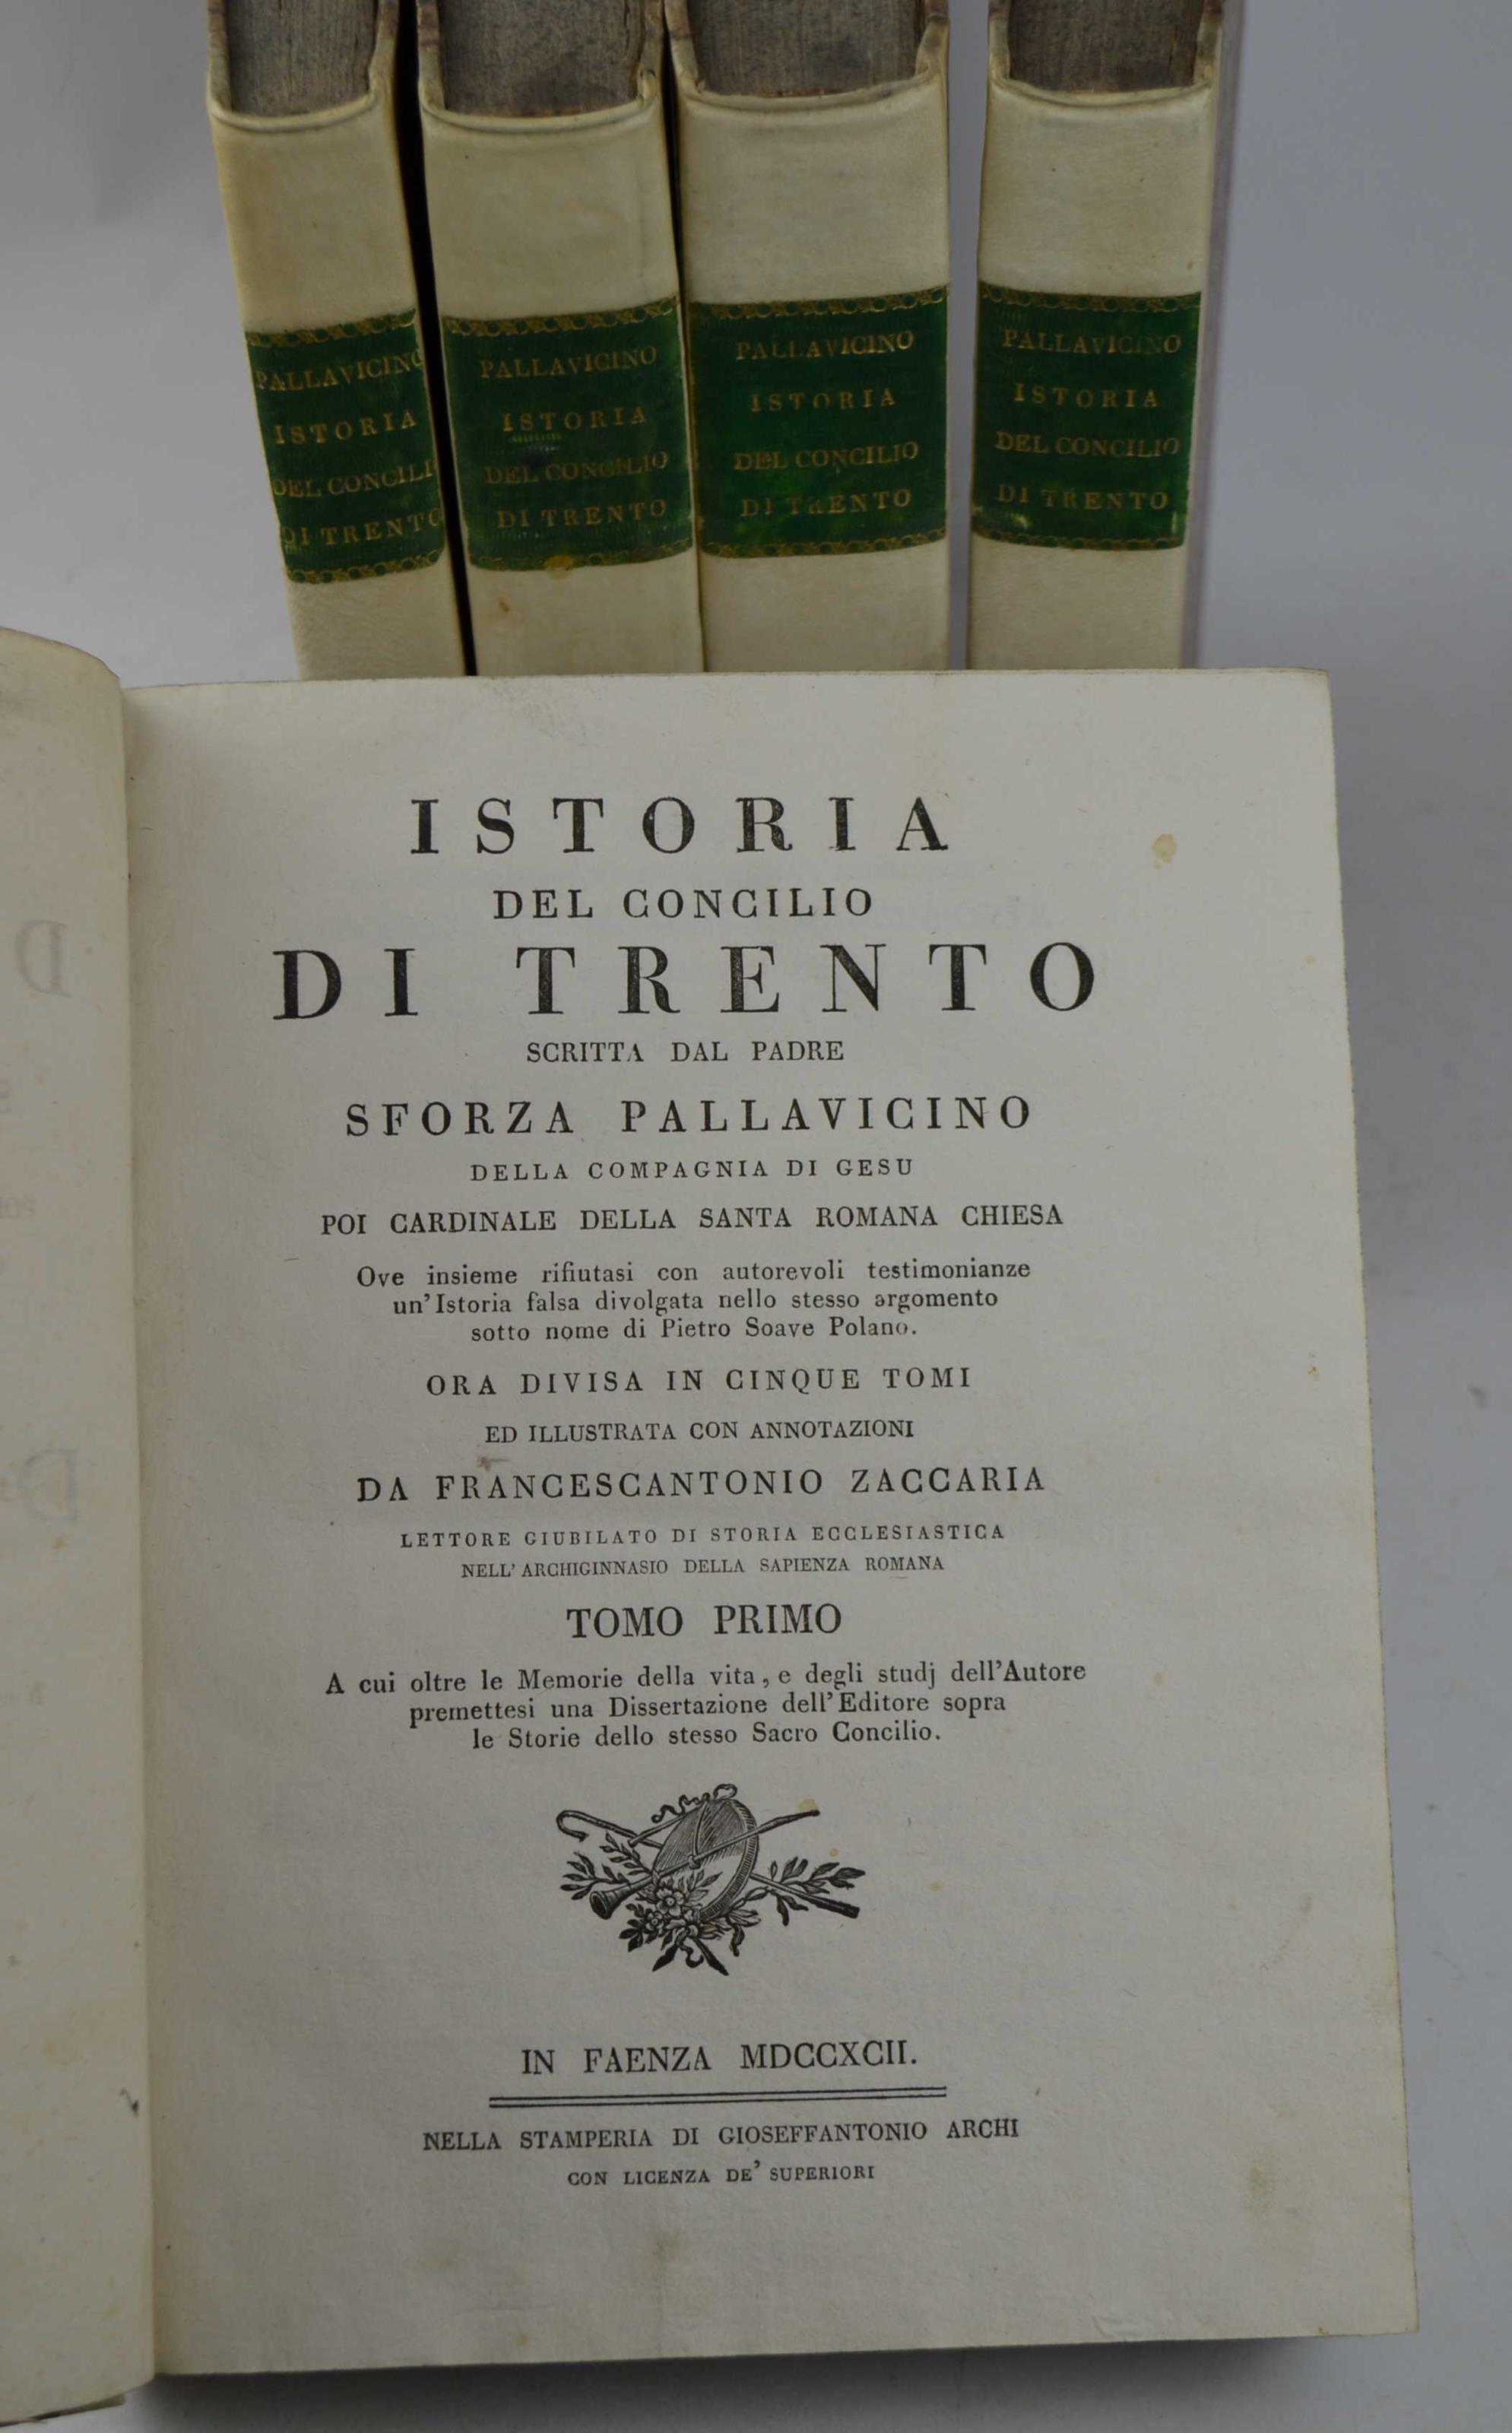 PALLAVICINO
ISTORIA
DEL CONCILI
DI TRENTO
PALLAVICINO
ISTORIA
DEL CONCILIO
DI TRENTO
PALLAVICINO
ISTORIA
DEL CONCILIO
DI TRENTO
PALLAVICINO
ISTORIA
DEL CONCILIO
DI TRENTO
ISTORIA
DEL CONCILIO
DI TRENTO
SCRITTA DAL PADRE
SFORZA PALLAVICINO
DELLA COMPAGNIA DI GESU
POI CARDINALE DELLA SANTA ROMANA CHIESA
Ove insieme rifiutasi con autorevoli testimonianze
un' Istoria falsa divolgata nello stesso argomento
sotto nome di Pietro Soave Polano.
ORA DIVISA IN CINQUE TOMI
ED ILLUSTRATA CON ANNOTAZIONI
DA FRANCESCANTONIO ZACCARIA
LETTORE GIUBILATO DI STORIA ECCLESIASTICA
NELL' ARCHIGINNASIO DELLA SAPIENZA ROMANA
TOMO PRIMO
A cui oltre le Memorie della vita, e degli studj dell'Autore
premettesi una Dissertazione dell' Editore sopra
le Storie dello stesso Sacro Concilio.
IN FAENZA MDCCXCII.
NELLA STAMPERIA DI GIOSEFFANTONIO ARCHI
CON LICENZA DE' SUPERIORI